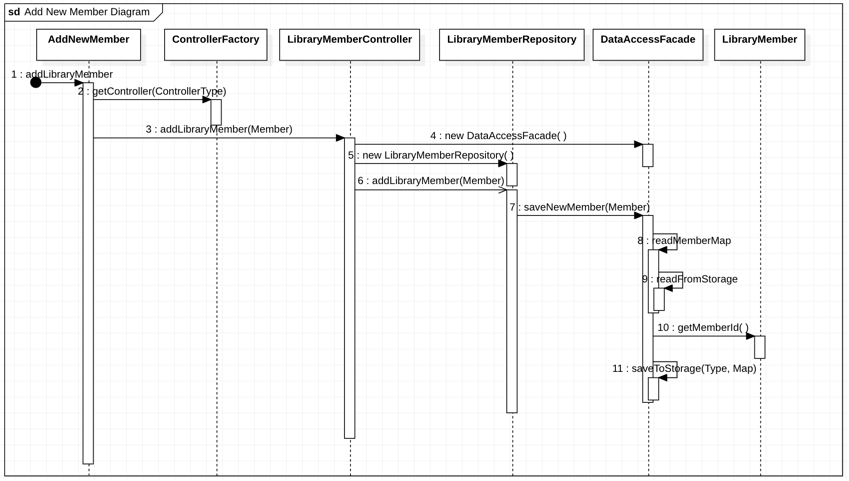 sd Add New Member Diagram
AddNewMember
ControllerFactory
LibraryMemberController
LibraryMemberRepository
DataAccessFacade
LibraryMember
1 : addLibraryMember
2 : getController(ControllerType)
3 : addLibraryMember(Member)
4 : new DataAccessFacade( )
5 : new LibraryMemberRepository( )
6 : addLibraryMember(Member)
7 : saveNewMember(Member)
8 : readMemberMap
9 : readFromStorage
10 : getMemberId( )
11 : saveToStorage(Type, Map)